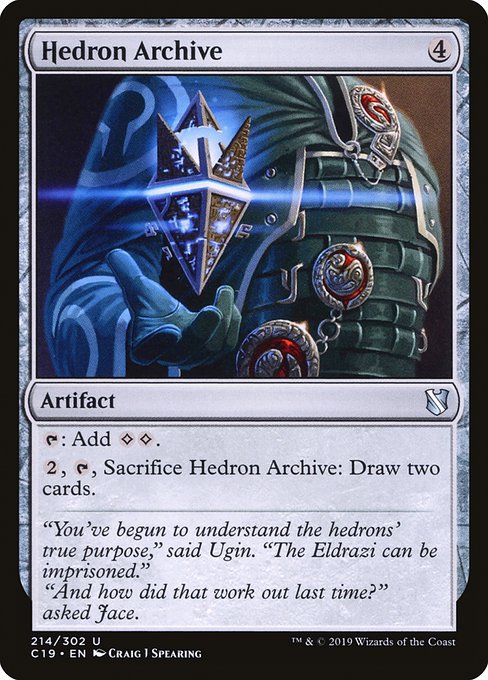 Hedron Archive 4
Artifact
: Add .
2, , Sacrifice Hedron Archive: Draw two
cards.
“You’ve begun to understand the hedrons’
true purpose,” said Ugin. “The Eldrazi can be
imprisoned.”
“And how did that work out last time?”
asked Jace.
214/302 U
C19 • EN Craig J Spearing
™ & © 2019 Wizards of the Coast